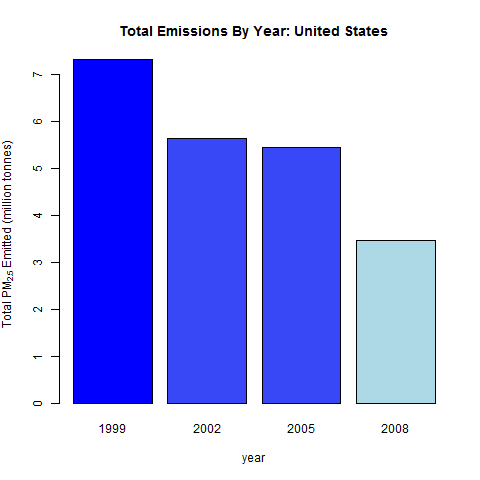 Total Emissions By Year: United States
Total PM2.5 Emitted (million tonnes)
7
6
5
4
3
2
1
0
1999 2002 2005 2008
year